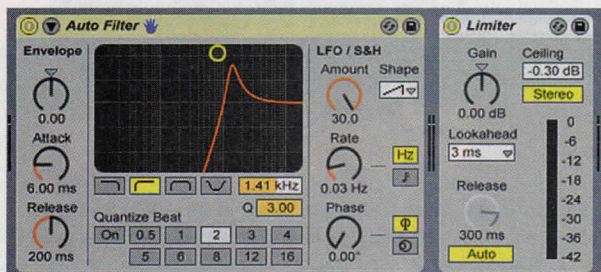 Auto Filter
Envelope
0.00
Attack
6.00 ms
Release
200 ms
1.41 kHz
Q 3.00
Quantize Beat
On 0.5 1 2 3 4
5 6 8 12 16
LFO / S&H
Amount Shape
30.0
Rate
0.03 Hz
Hz
Phase
0.00°
Limiter
Gain Ceiling
-0.30 dB
0.00 dB
Stereo
Lookahead
3 ms
Release
300 ms
Auto
0
-6
-12
-18
-24
-30
-36
-42